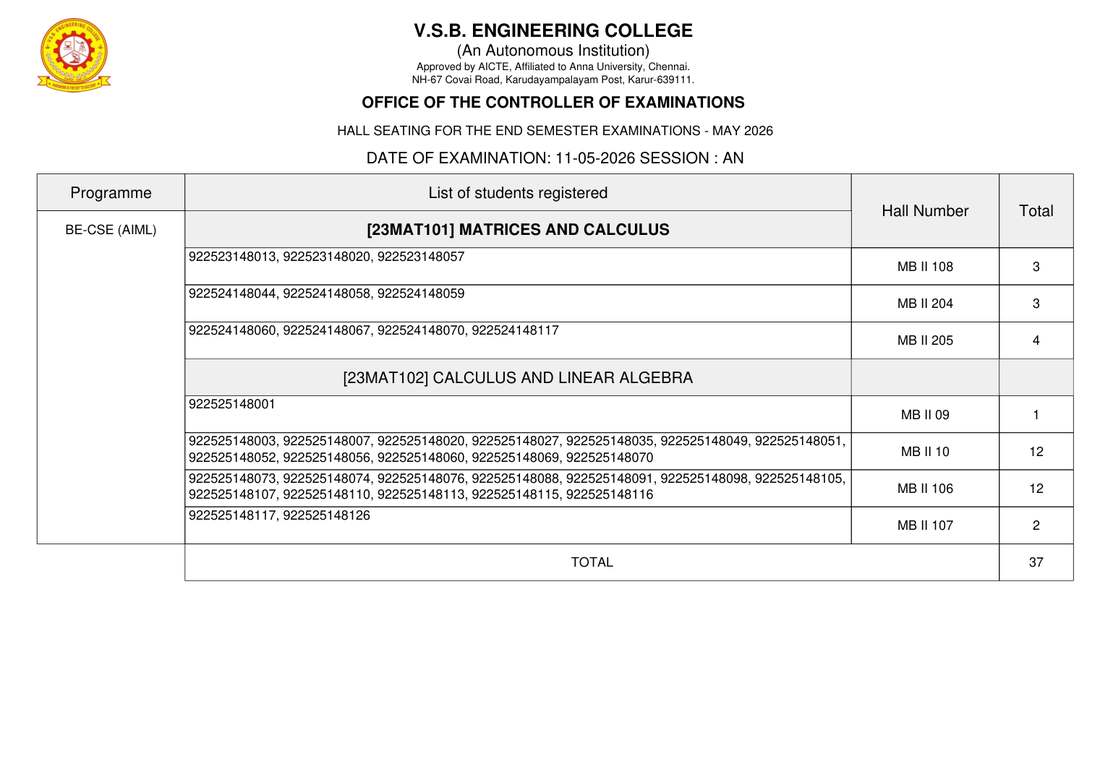 V.S.B. ENGINEERING COLLEGE
(An Autonomous Institution)
Approved by AICTE, Affiliated to Anna University, Chennai.
NH-67 Covai Road, Karudayampalayam Post, Karur-639111.
OFFICE OF THE CONTROLLER OF EXAMINATIONS
HALL SEATING FOR THE END SEMESTER EXAMINATIONS - MAY 2026
DATE OF EXAMINATION: 11-05-2026 SESSION : AN
Programme List of students registered Hall Number Total
BE-CSE (AIML) [23MAT101] MATRICES AND CALCULUS
922523148013, 922523148020, 922523148057 MB II 108 3
922524148044, 922524148058, 922524148059 MB II 204 3
922524148060, 922524148067, 922524148070, 922524148117 MB II 205 4
[23MAT102] CALCULUS AND LINEAR ALGEBRA
922525148001 MB II 09 1
922525148003, 922525148007, 922525148020, 922525148027, 922525148035, 922525148049, 922525148051,
922525148052, 922525148056, 922525148060, 922525148069, 922525148070 MB II 10 12
922525148073, 922525148074, 922525148076, 922525148088, 922525148091, 922525148098, 922525148105,
922525148107, 922525148110, 922525148113, 922525148115, 922525148116 MB II 106 12
922525148117, 922525148126 MB II 107 2
TOTAL 37